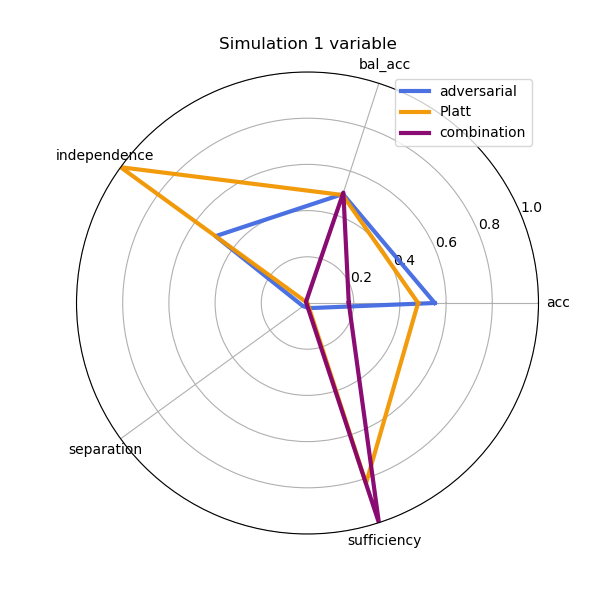 Simulation 1 variable
bal_acc
adversarial
Platt
combination
independence
1.0
0.8
0.6
0.4
0.2
acc
separation
sufficiency